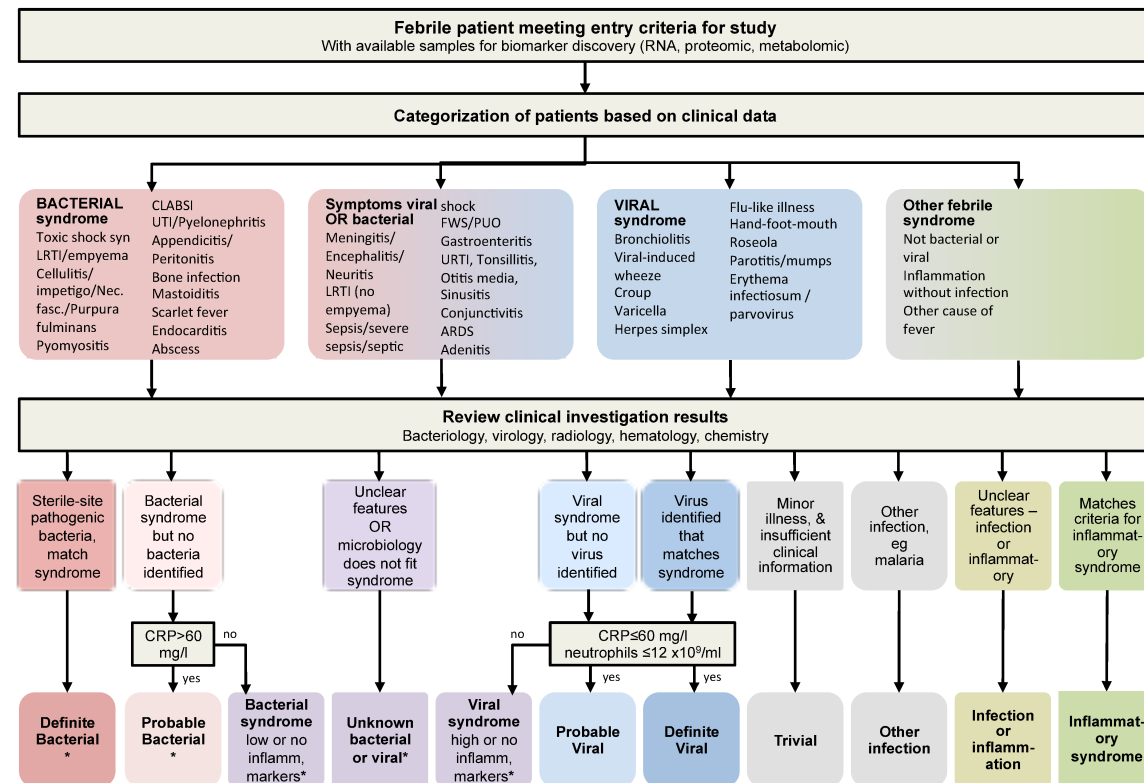 Febrile patient meeting entry criteria for study
With available samples for biomarker discovery (RNA, proteomic, metabolomic)
Categorization of patients based on clinical data
BACTERIAL
syndrome
Toxic shock syn
LRTI/empyema
Cellulitis/
impetigo/Nec.
fasc./Purpura
fulminans
Pyomyositis
CLABSI
UTI/Pyelonephritis
Appendicitis/
Peritonitis
Bone infection
Mastoiditis
Scarlet fever
Endocarditis
Abscess
Symptoms viral
OR bacterial
Meningitis/
Encephalitis/
Neuritis
LRTI (no
empyema)
Sepsis/severe
sepsis/septic
shock
FWS/PUO
Gastroenteritis
URTI, Tonsillitis,
Otitis media,
Sinusitis
Conjunctivitis
ARDS
Adenitis
VIRAL
syndrome
Bronchiolitis
Viral-induced
wheeze
Croup
Varicella
Herpes simplex
Flu-like illness
Hand-foot-mouth
Roseola
Parotitis/mumps
Erythema
infectiosum /
parvovirus
Other febrile
syndrome
Not bacterial or
viral
Inflammation
without infection
Other cause of
fever
Review clinical investigation results
Bacteriology, virology, radiology, hematology, chemistry
Sterile-site
pathogenic
bacteria,
match
syndrome
Bacterial
syndrome
but no
bacteria
identified
Unclear
features
OR
microbiology
does not fit
syndrome
Viral
syndrome
but no
virus
identified
Virus
identified
that
matches
syndrome
Minor
illness, &
insufficient
clinical
information
Other
infection,
eg
malaria
Unclear
features –
infection
or
inflammat-
ory
Matches
criteria for
inflammat-
ory
syndrome
CRP>60
mg/l
no
yes
no
CRP≤60 mg/l
neutrophils ≤12 x10⁹/ml
yes
yes
Definite
Bacterial
*
Probable
Bacterial
*
Bacterial
syndrome
low or no
inflamm,
markers*
Unknown
bacterial
or viral*
Viral
syndrome
high or no
inflamm,
markers*
Probable
Viral
Definite
Viral
Trivial
Other
infection
Infection
or
inflamm-
ation
Inflammat-
ory
syndrome